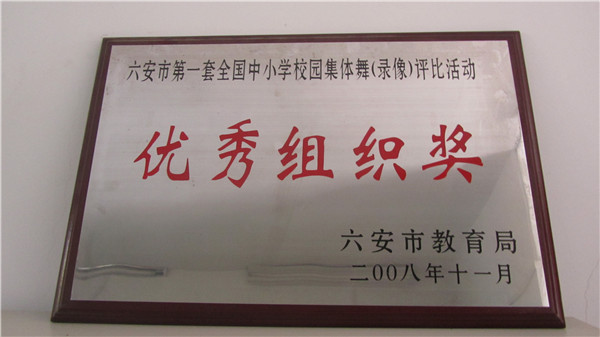 六安市第一套全国中小学校园集体舞(录像)评比活动
优秀组织奖
六安市教育局
二00八年十一月